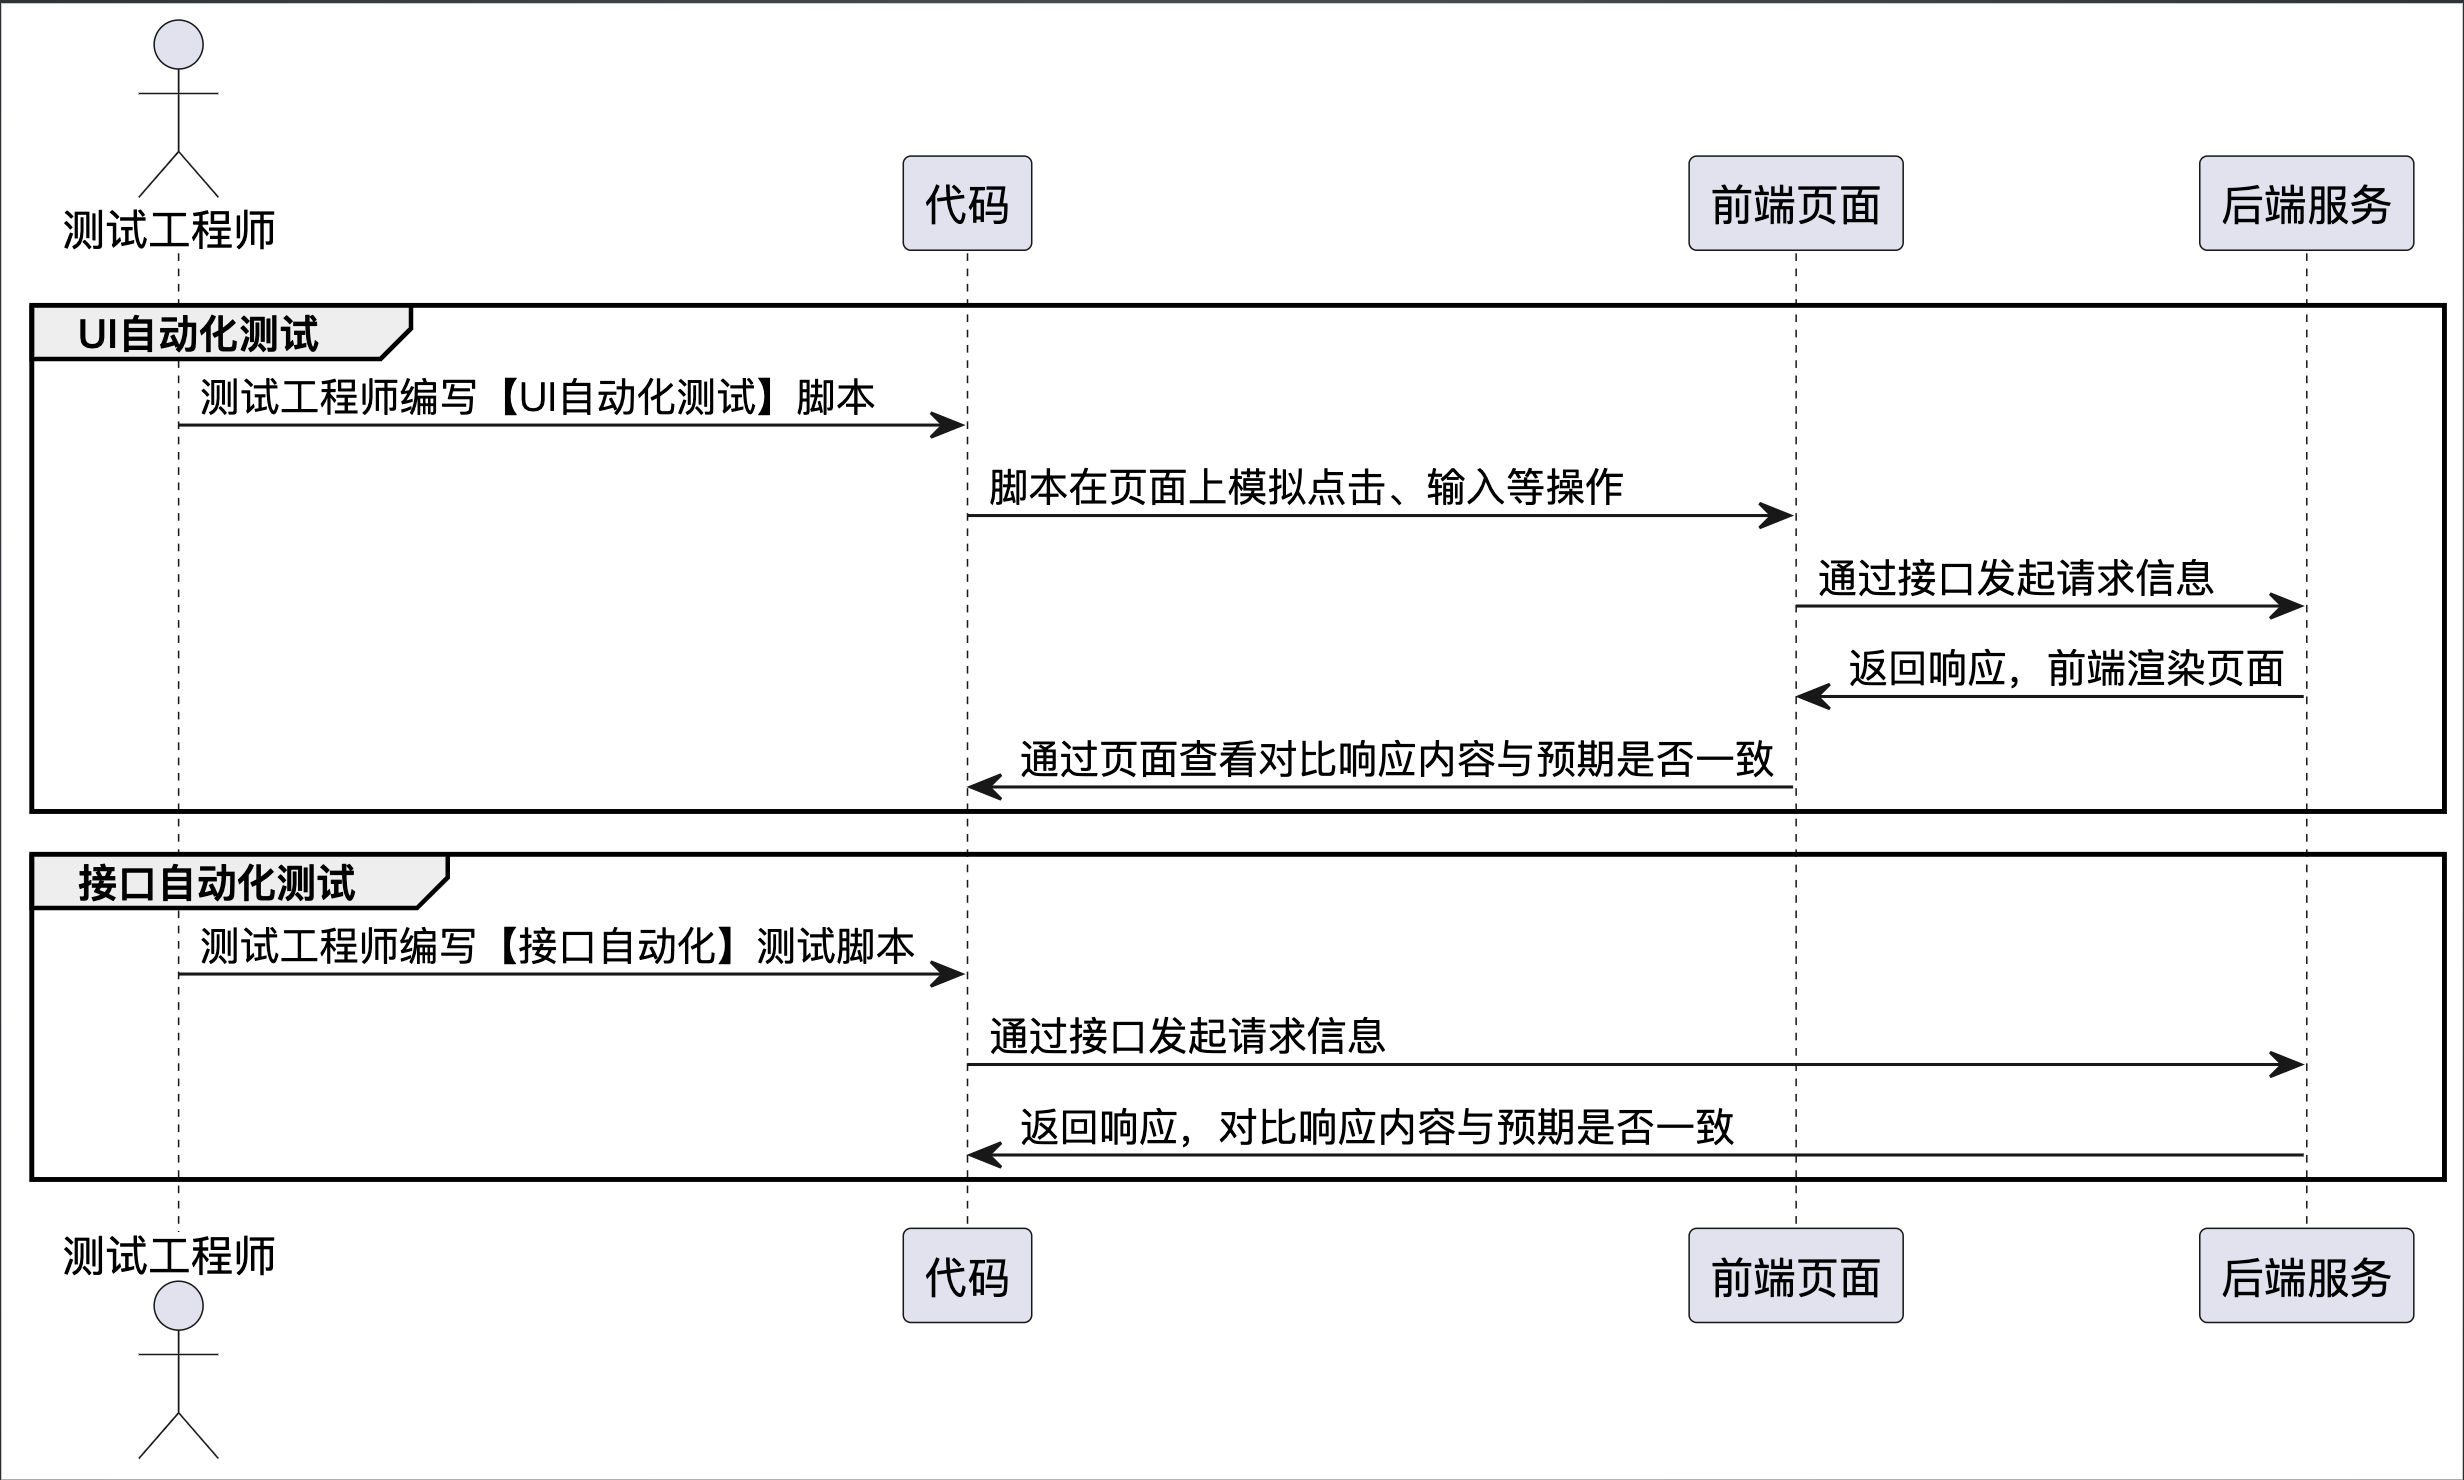 测试工程师
代码
前端页面
后端服务
UI自动化测试
测试工程师编写【UI自动化测试】脚本
脚本在页面上模拟点击、输入等操作
通过接口发起请求信息
返回响应，前端渲染页面
通过页面查看对比响应内容与预期是否一致
接口自动化测试
测试工程师编写【接口自动化】测试脚本
通过接口发起请求信息
返回响应，对比响应内容与预期是否一致
测试工程师
代码
前端页面
后端服务